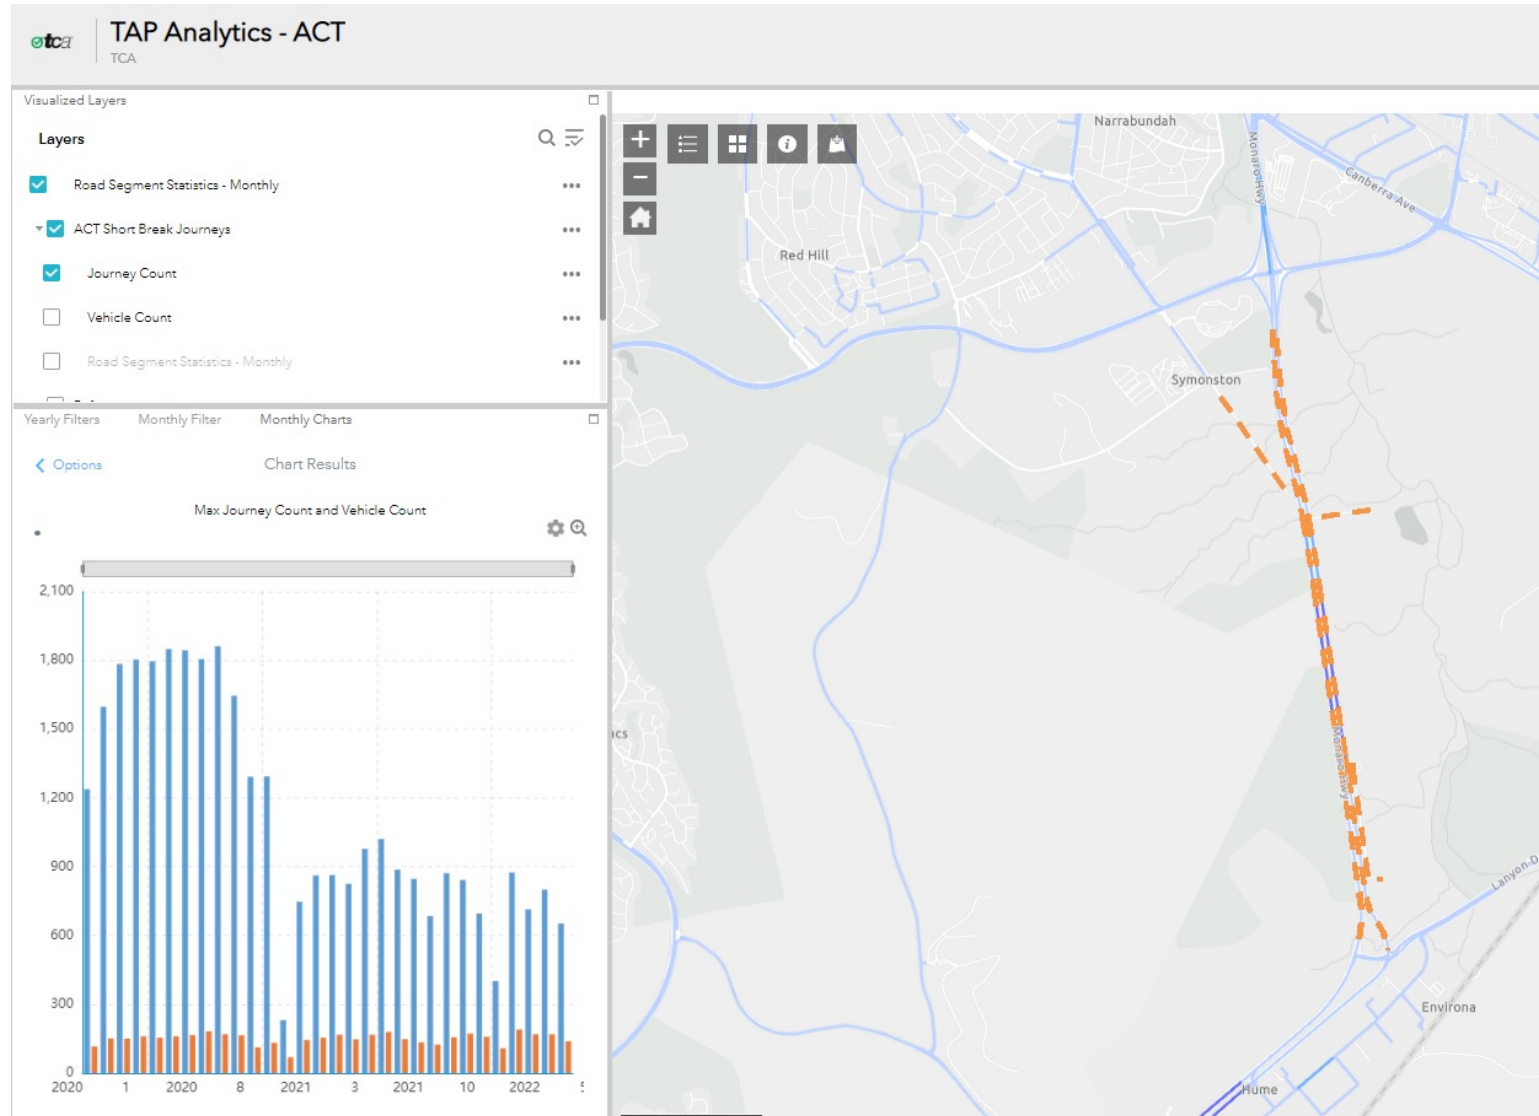 tca
TAP Analytics - ACT
TCA
Visualized Layers
Layers
Road Segment Statistics - Monthly
ACT Short Break Journeys
Journey Count
Vehicle Count
Road Segment Statistics - Monthly
Yearly Filters Monthly Filter Monthly Charts
Options Chart Results
Max Journey Count and Vehicle Count
2,100
1,800
1,500
1,200
900
600
300
0
2020 1 2020 8 2021 3 2021 10 2022
Narrabundah
Monaro Hwy
Canberra Ave
Red Hill
Symonston
Monaro Hwy
Lanyon D
Environa
Hume